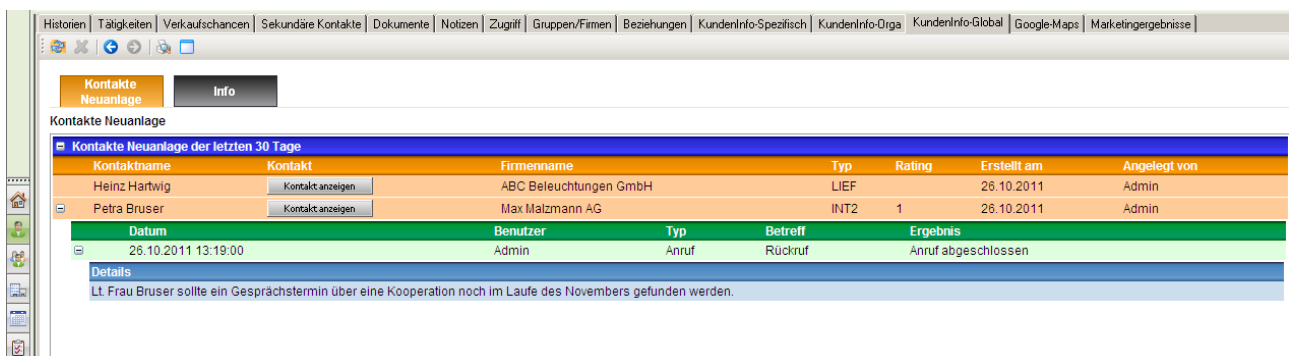 Historien Tätigkeiten Verkaufschancen Sekundäre Kontakte Dokumente Notizen Zugriff Gruppen/Firmen Beziehungen KundenInfo-Spezifisch KundenInfo-Orga KundenInfo-Global Google-Maps Marketingergebnisse
Kontakte Neuanlage Info
Kontakte Neuanlage
Kontakte Neuanlage der letzten 30 Tage
Kontaktname Kontakt Firmenname Typ Rating Erstellt am Angelegt von
Heinz Hartwig Kontakt anzeigen ABC Beleuchtungen GmbH LIEF 26.10.2011 Admin
Petra Bruser Kontakt anzeigen Max Malzmann AG INT2 1 26.10.2011 Admin
Datum Benutzer Typ Betreff Ergebnis
26.10.2011 13:19:00 Admin Anruf Rückruf Anruf abgeschlossen
Details
Lt. Frau Bruser sollte ein Gesprächstermin über eine Kooperation noch im Laufe des Novembers gefunden werden.